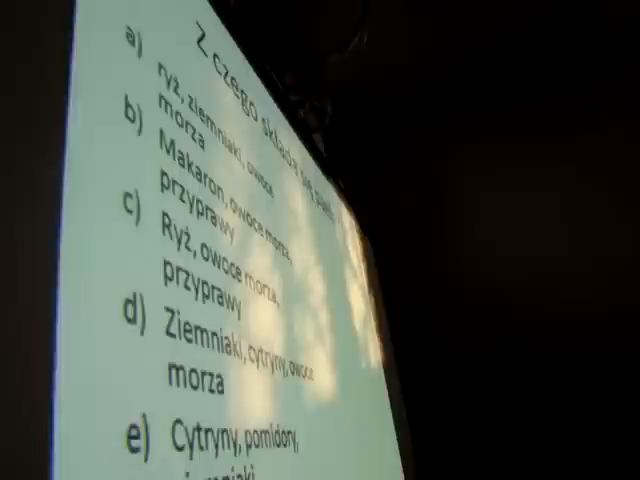 Z czego składa się
a) ryż, ziemniaki, owoce
morza
b) Makaron, owoce morza,
przyprawy
c) Ryż, owoce morza,
przyprawy
d) Ziemniaki, cytryny, owoce
morza
e) Cytryny, pomidory,